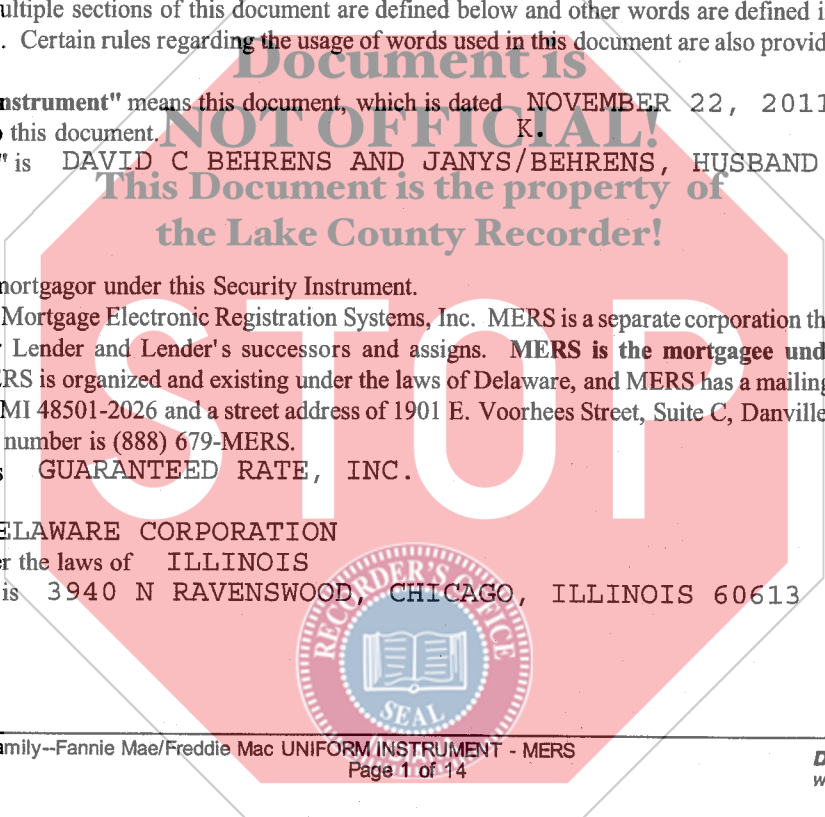 ultiple sections of this document are defined below and other words are defined i
. Certain rules regarding the usage of words used in this document are also provid
Document is
nstrument" means this document, which is dated NOVEMBER 22, 2011
NOT OFFICIAL!
o this document.
K.
" is DAVID C BEHRENS AND JANYS/BEHRENS, HUSBAND
This Document is the property of
the Lake County Recorder!
mortgagor under this Security Instrument.
Mortgage Electronic Registration Systems, Inc. MERS is a separate corporation th
r Lender and Lender's successors and assigns. MERS is the mortgagee und
ERS is organized and existing under the laws of Delaware, and MERS has a mailing
MI 48501-2026 and a street address of 1901 E. Voorhees Street, Suite C, Danville
number is (888) 679-MERS.
STOP
s GUARANTEED RATE, INC.
ELAWARE CORPORATION
er the laws of ILLINOIS
is 3940 N RAVENSWOOD, CHICAGO, ILLINOIS 60613
RECORDER'S OFFICE
SEAL
amily--Fannie Mae/Freddie Mac UNIFORM INSTRUMENT - MERS
Page 1 of 14